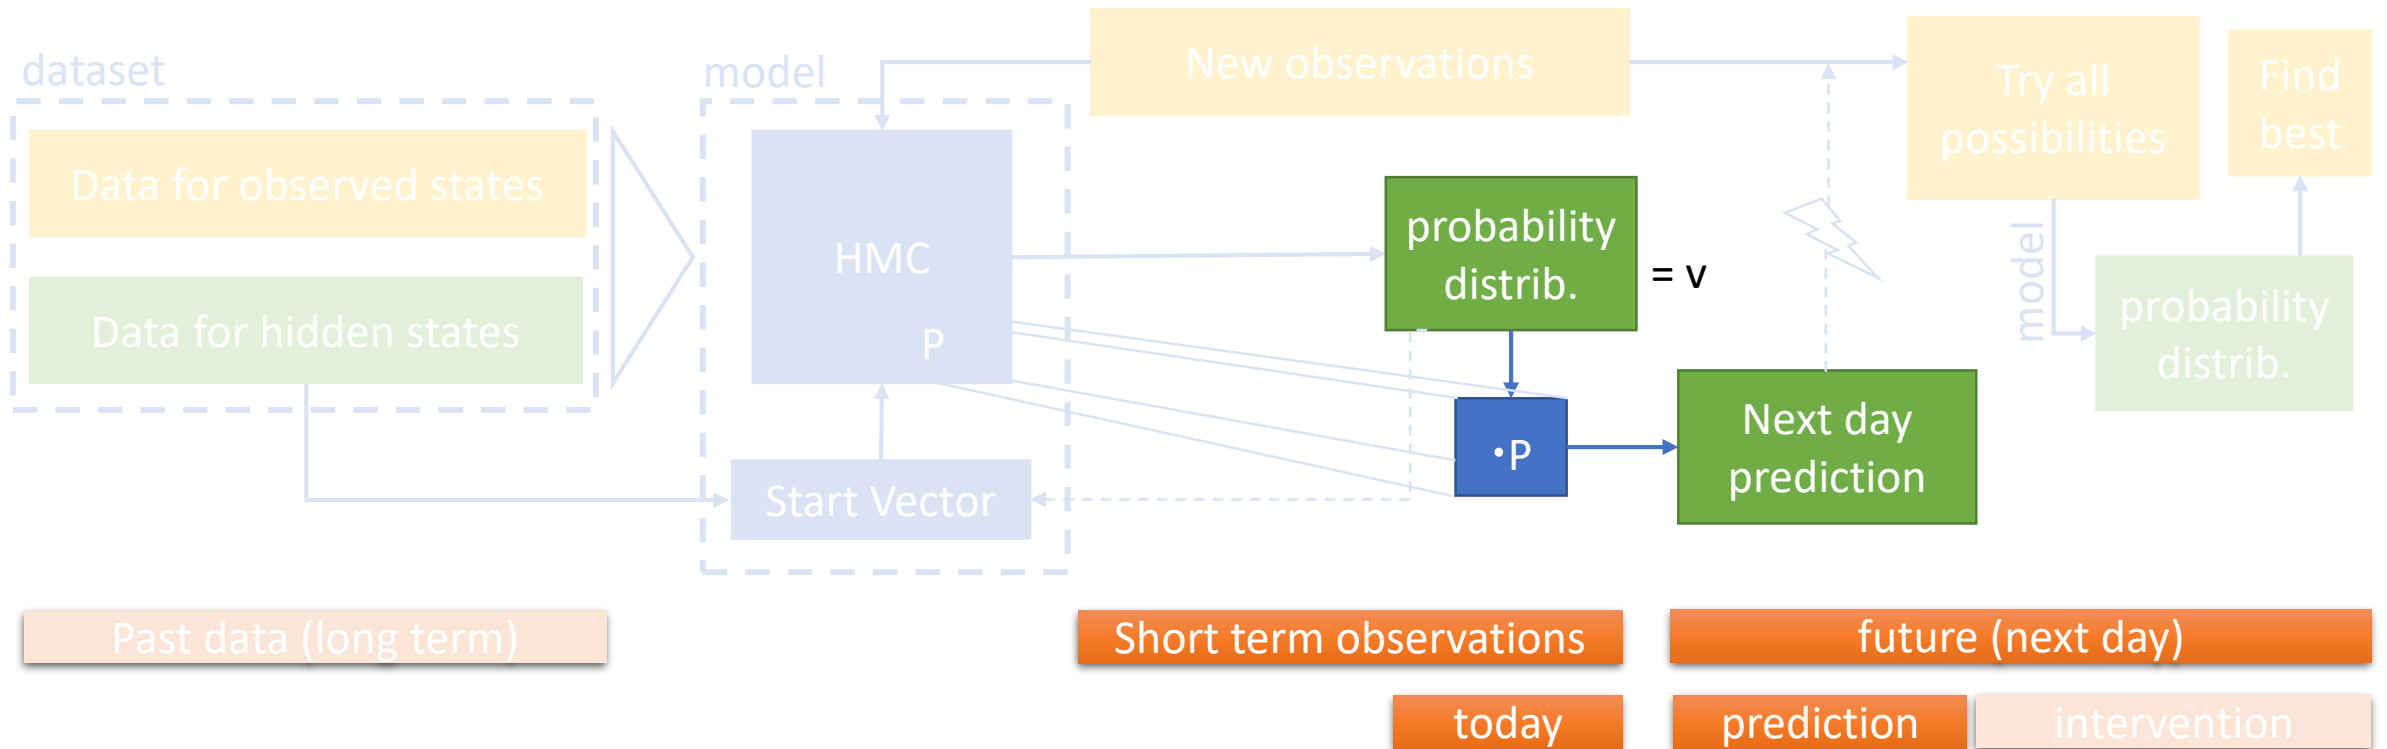 dataset
Data for observed states
Data for hidden states
model
HMC
P
Start Vector
New observations
probability
distrib.
= v
·P
Next day
prediction
Try all
possibilities
model
probability
distrib.
Find
best
Past data (long term)
Short term observations
future (next day)
today
prediction
intervention